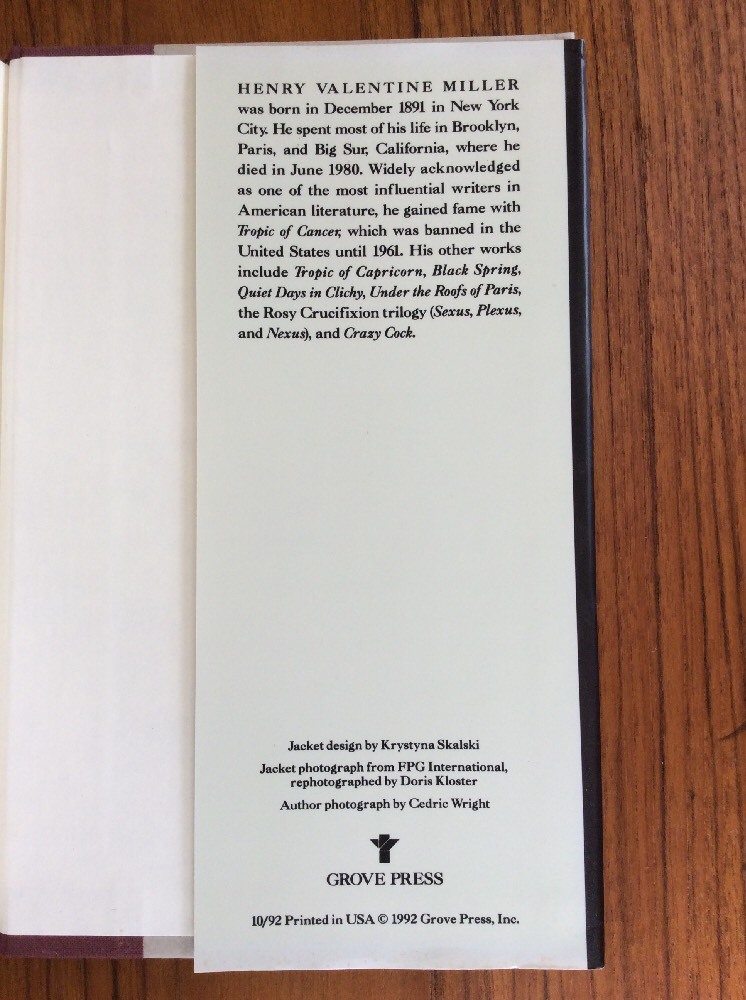 HENRY VALENTINE MILLER
was born in December 1891 in New York
City. He spent most of his life in Brooklyn,
Paris, and Big Sur, California, where he
died in June 1980. Widely acknowledged
as one of the most influential writers in
American literature, he gained fame with
Tropic of Cancer, which was banned in the
United States until 1961. His other works
include Tropic of Capricorn, Black Spring,
Quiet Days in Clichy, Under the Roofs of Paris,
the Rosy Crucifixion trilogy (Sexus, Plexus,
and Nexus), and Crazy Cock.
Jacket design by Krystyna Skalski
Jacket photograph from FPG International,
rephotographed by Doris Kloster
Author photograph by Cedric Wright
GROVE PRESS
10/92 Printed in USA © 1992 Grove Press, Inc.